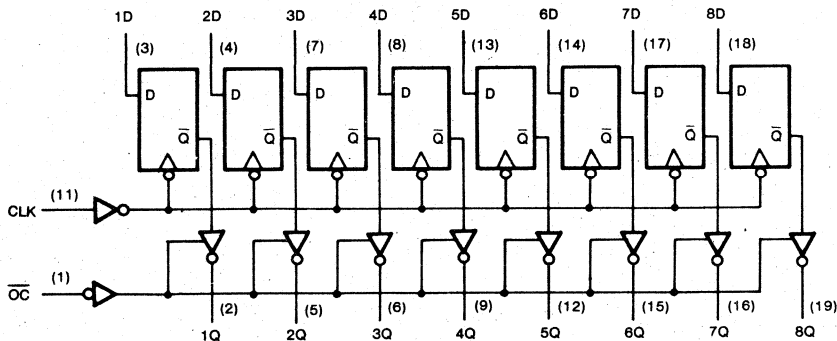 1D 2D 3D 4D 5D 6D 7D 8D
(3) (4) (7) (8) (13) (14) (17) (18)
D D D D D D D D
Q̅ Q̅ Q̅ Q̅ Q̅ Q̅ Q̅ Q̅
(11)
CLK
(1)
O̅C̅
(2) (5) (6) (9) (12) (15) (16) (19)
1Q 2Q 3Q 4Q 5Q 6Q 7Q 8Q